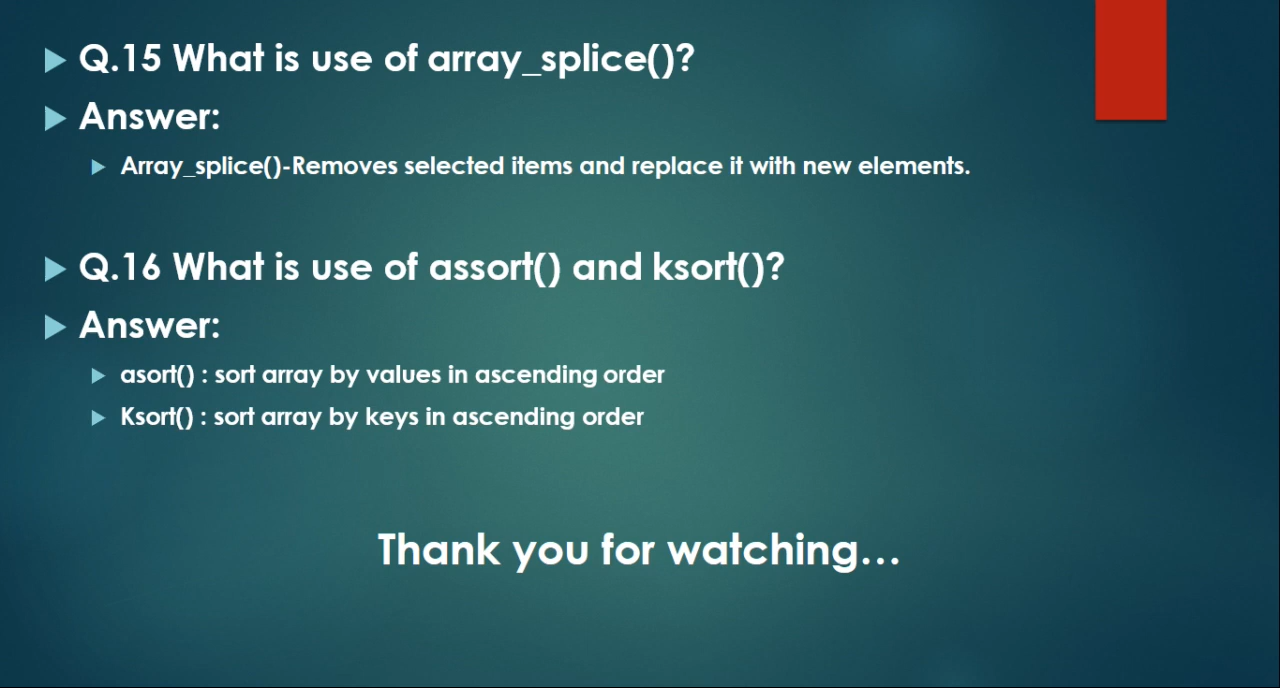 Q.15 What is use of array_splice()?
Answer:
Array_splice()-Removes selected items and replace it with new elements.
Q.16 What is use of assort() and ksort()?
Answer:
asort() : sort array by values in ascending order
Ksort() : sort array by keys in ascending order
Thank you for watching…